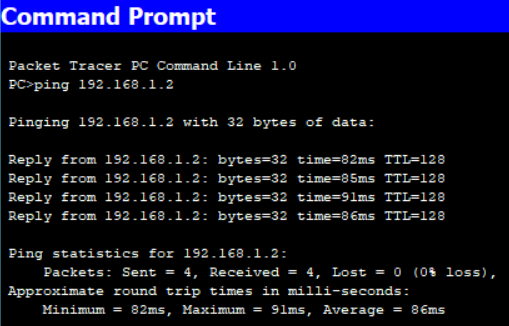 Command Prompt
Packet Tracer PC Command Line 1.0
PC>ping 192.168.1.2
Pinging 192.168.1.2 with 32 bytes of data:
Reply from 192.168.1.2: bytes=32 time=82ms TTL=128
Reply from 192.168.1.2: bytes=32 time=85ms TTL=128
Reply from 192.168.1.2: bytes=32 time=91ms TTL=128
Reply from 192.168.1.2: bytes=32 time=86ms TTL=128
Ping statistics for 192.168.1.2:
Packets: Sent = 4, Received = 4, Lost = 0 (0% loss),
Approximate round trip times in milli-seconds:
Minimum = 82ms, Maximum = 91ms, Average = 86ms